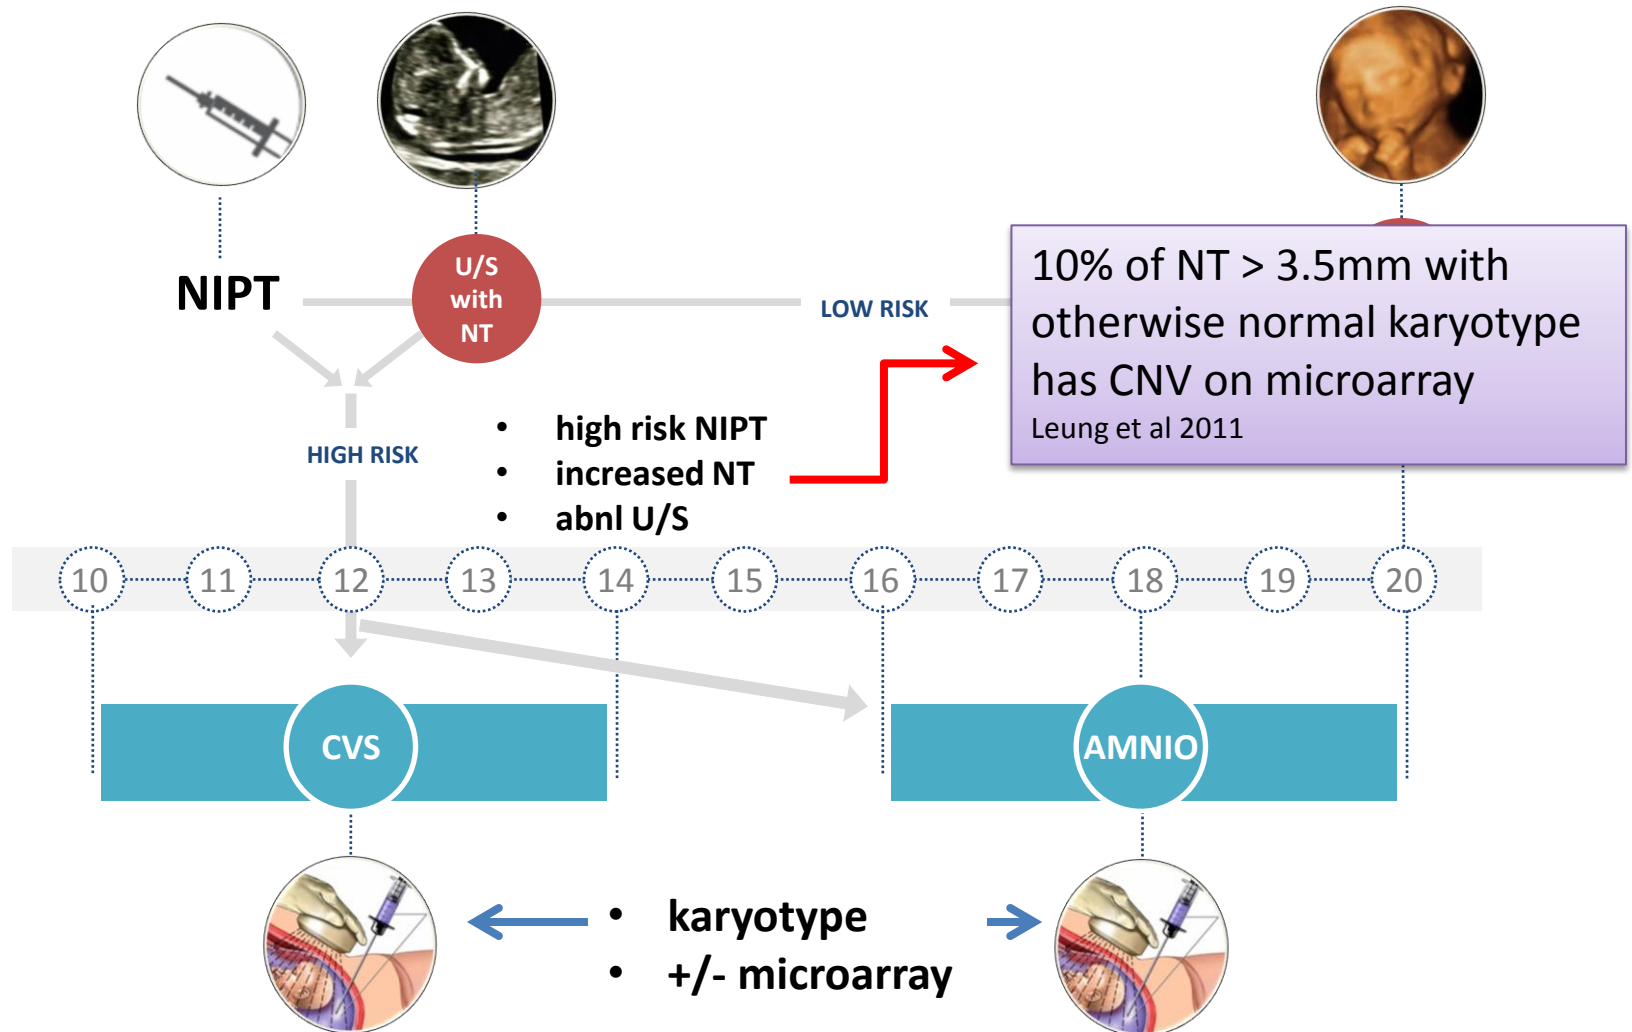 U/S
with
NT
NIPT
LOW RISK
10% of NT > 3.5mm with
otherwise normal karyotype
has CNV on microarray
Leung et al 2011
HIGH RISK
• high risk NIPT
• increased NT
• abnl U/S
10 11 12 13 14 15 16 17 18 19 20
CVS
AMNIO
• karyotype
• +/- microarray